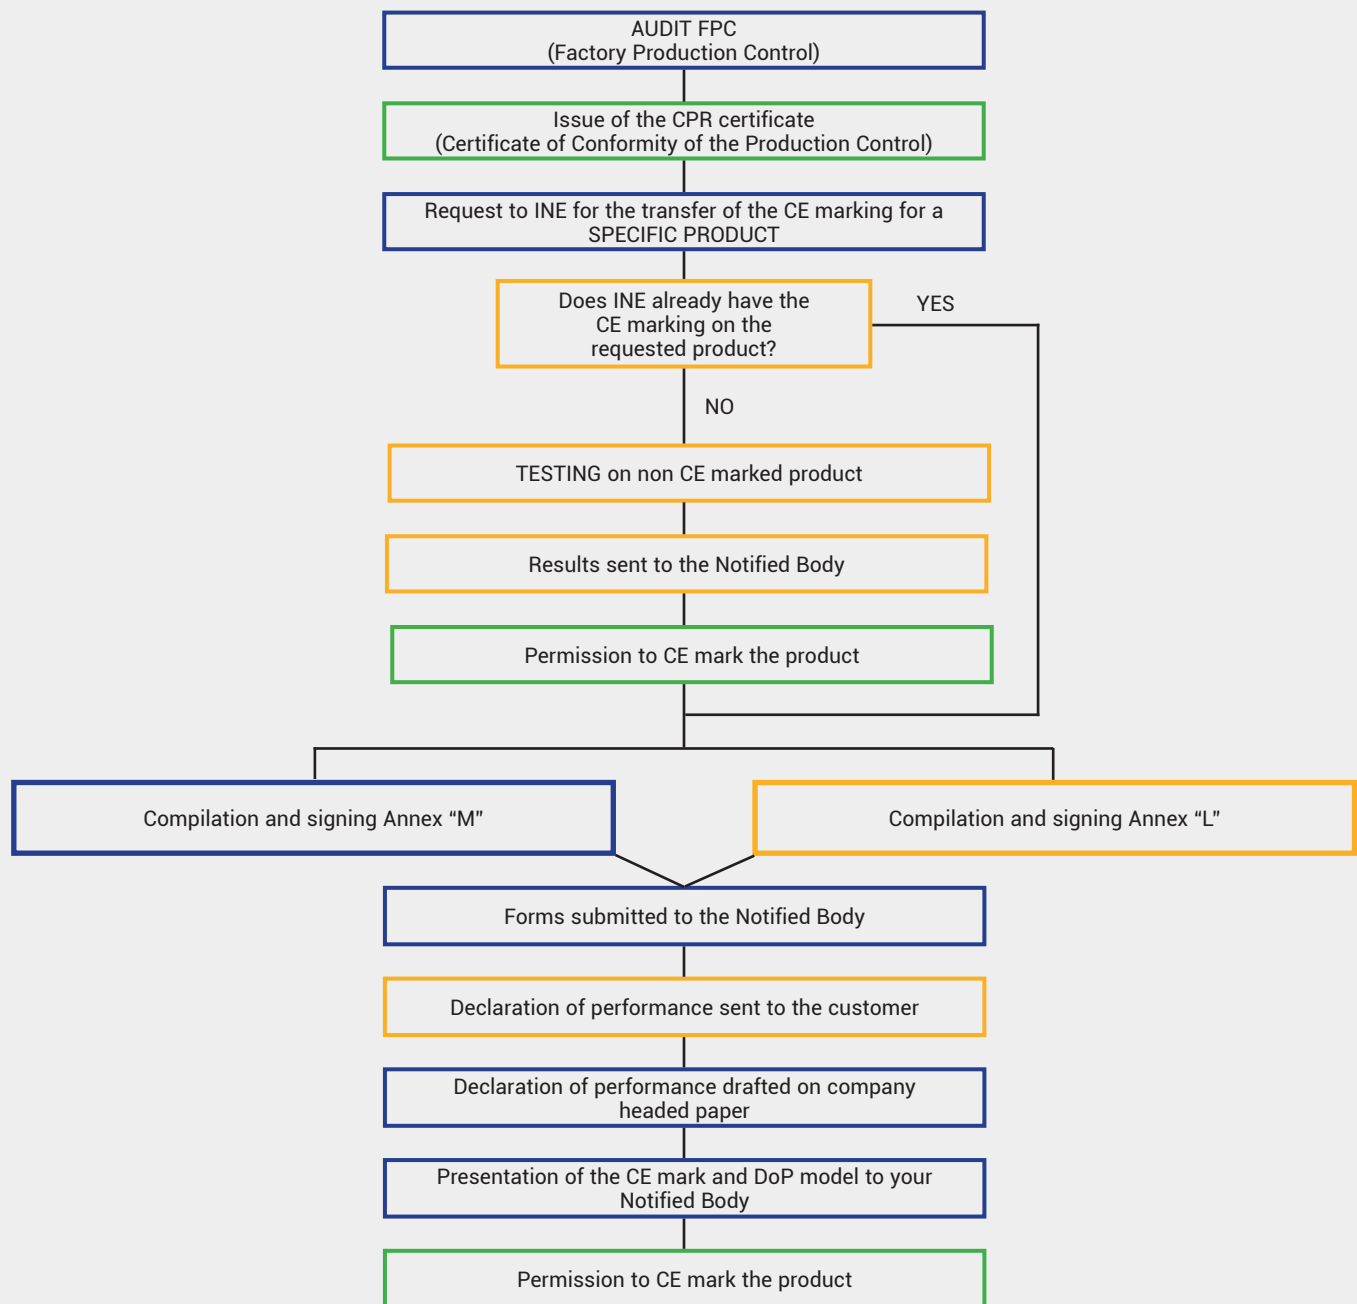 AUDIT FPC
(Factory Production Control)
Issue of the CPR certificate
(Certificate of Conformity of the Production Control)
Request to INE for the transfer of the CE marking for a
SPECIFIC PRODUCT
Does INE already have the
CE marking on the
requested product?
YES
NO
TESTING on non CE marked product
Results sent to the Notified Body
Permission to CE mark the product
Compilation and signing Annex “M”
Compilation and signing Annex “L”
Forms submitted to the Notified Body
Declaration of performance sent to the customer
Declaration of performance drafted on company
headed paper
Presentation of the CE mark and DoP model to your
Notified Body
Permission to CE mark the product